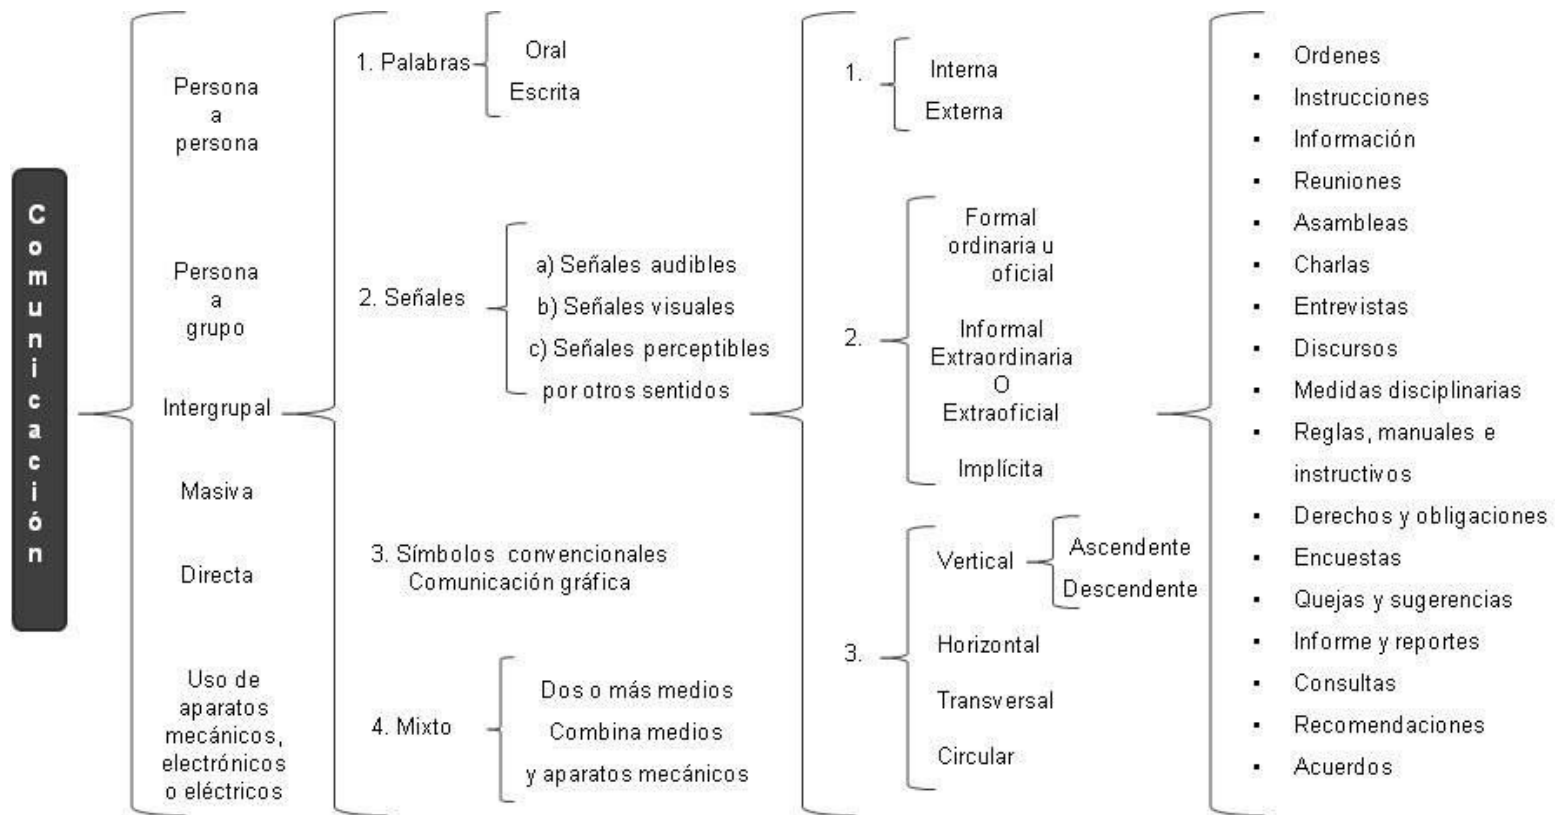 Comunicación
Persona
a
persona
Persona
a
grupo
Intergrupal
Masiva
Directa
Uso de
aparatos
mecánicos,
electrónicos
o eléctricos
1. Palabras
Oral
Escrita
2. Señales
a) Señales audibles
b) Señales visuales
c) Señales perceptibles
por otros sentidos
3. Símbolos convencionales
Comunicación gráfica
4. Mixto
Dos o más medios
Combina medios
y aparatos mecánicos
1.
Interna
Externa
2.
Formal
ordinaria u
oficial
Informal
Extraordinaria
O
Extraoficial
Implícita
3.
Vertical
Ascendente
Descendente
Horizontal
Transversal
Circular
▪ Ordenes
▪ Instrucciones
▪ Información
▪ Reuniones
▪ Asambleas
▪ Charlas
▪ Entrevistas
▪ Discursos
▪ Medidas disciplinarias
▪ Reglas, manuales e
instructivos
▪ Derechos y obligaciones
▪ Encuestas
▪ Quejas y sugerencias
▪ Informe y reportes
▪ Consultas
▪ Recomendaciones
▪ Acuerdos